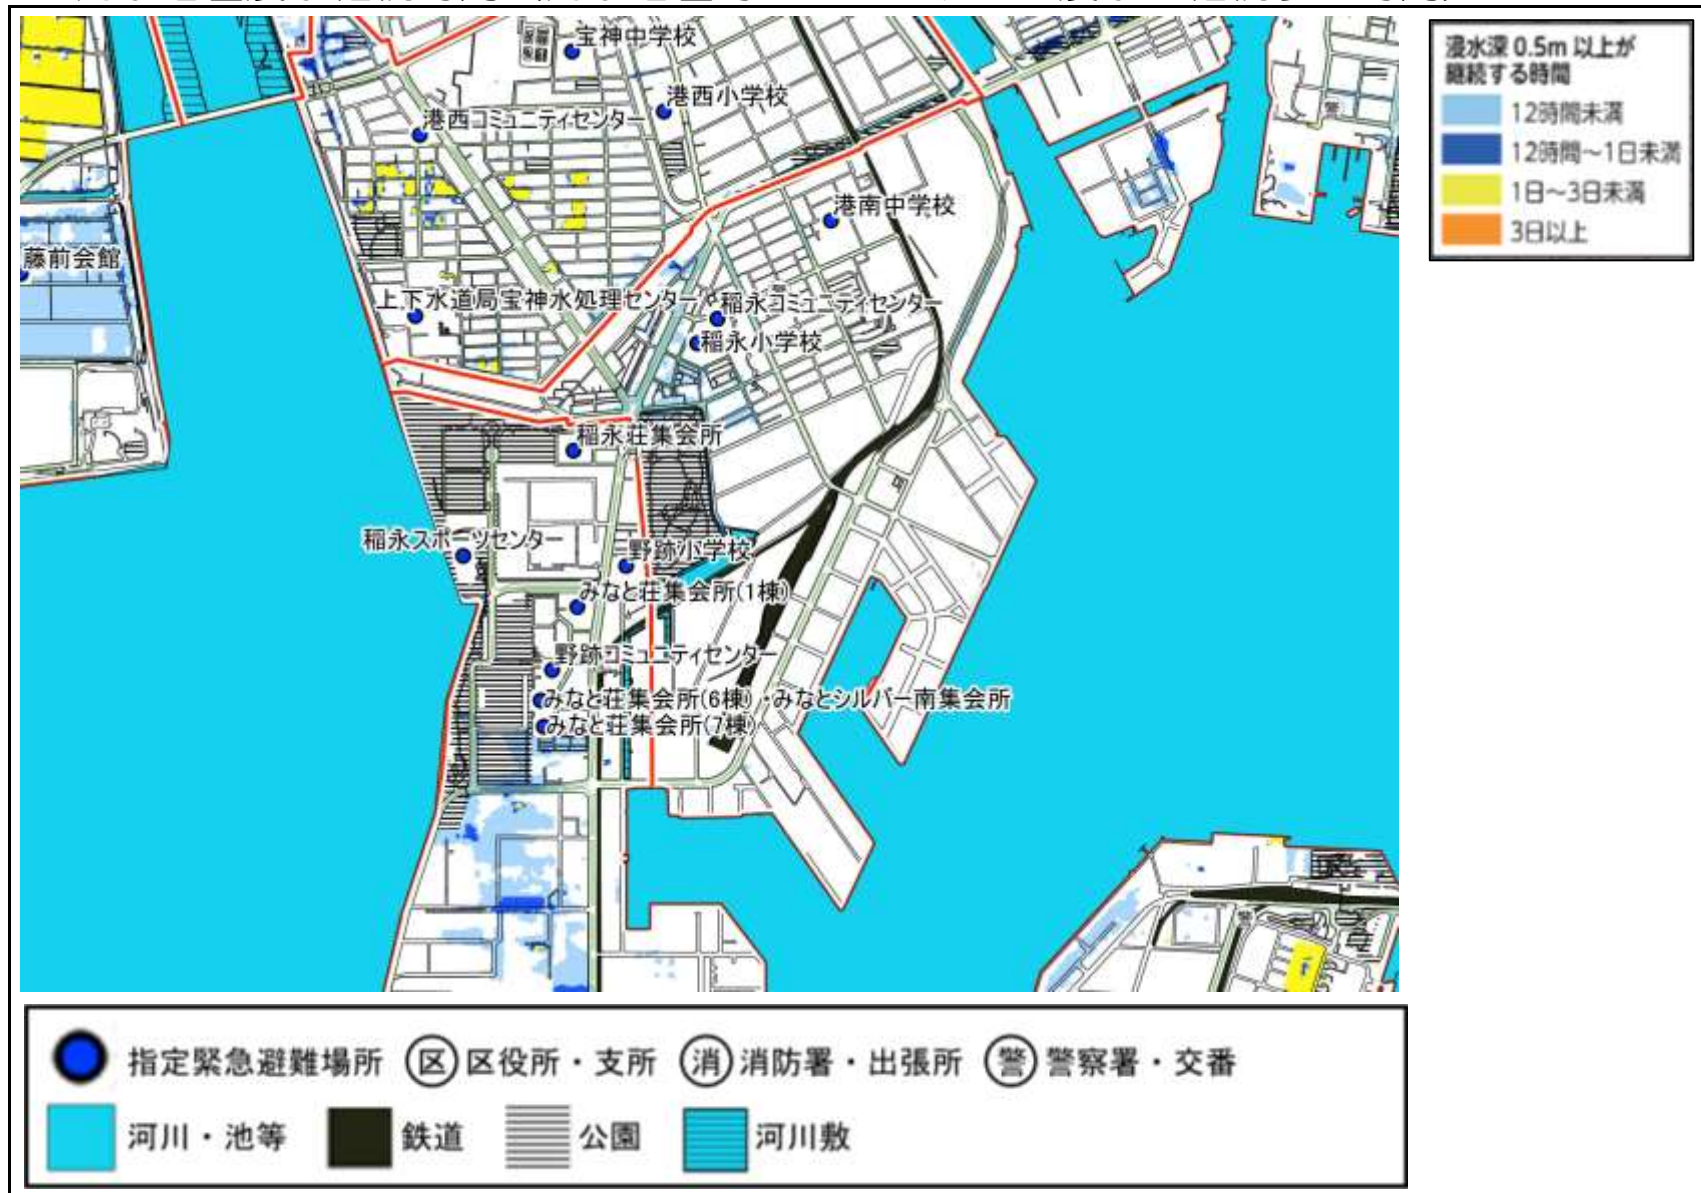 宝神中学校
港西小学校
港西コミュニティセンター
港南中学校
藤前会館
上下水道局宝神水処理センター
稲永コミュニティセンター
稲永小学校
稲永荘集会所
稲永スポーツセンター
野跡小学校
みなと荘集会所(1棟)
野跡コミュニティセンター
みなと荘集会所(6棟)・みなとシルバー南集会所
みなと荘集会所(7棟)
浸水深 0.5m 以上が
継続する時間
12時間未満
12時間～1日未満
1日～3日未満
3日以上
指定緊急避難場所 区 区役所・支所 消 消防署・出張所 警 警察署・交番
河川・池等 鉄道 公園 河川敷